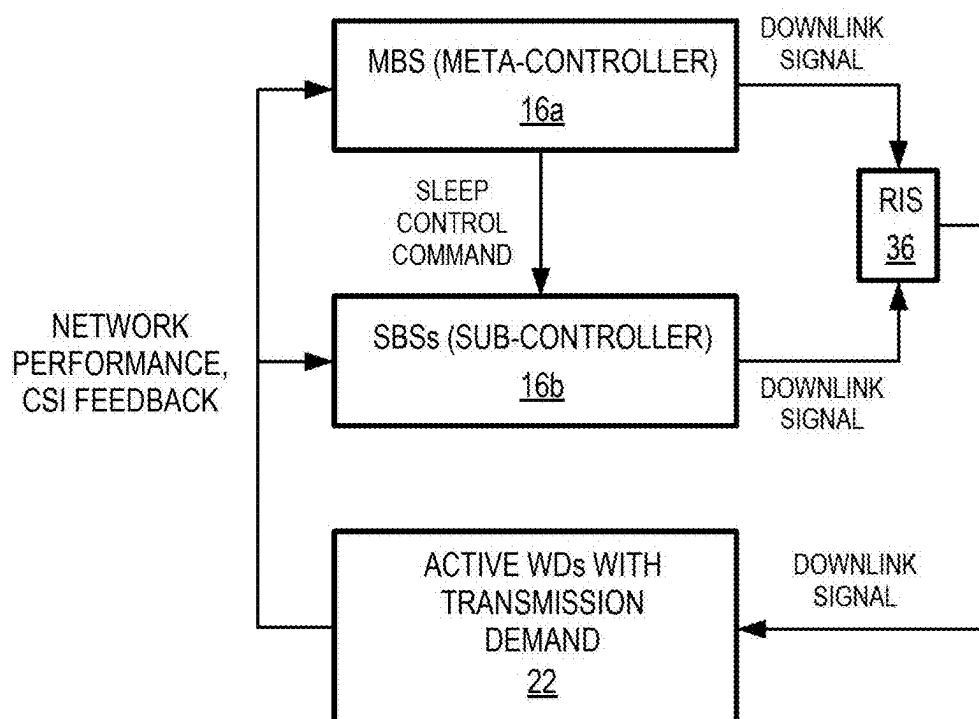 MBS (META-CONTROLLER)
16a
DOWNLINK
SIGNAL
SLEEP
CONTROL
COMMAND
RIS
36
NETWORK
PERFORMANCE,
CSI FEEDBACK
SBSs (SUB-CONTROLLER)
16b
DOWNLINK
SIGNAL
ACTIVE WDs WITH
TRANSMISSION
DEMAND
22
DOWNLINK
SIGNAL